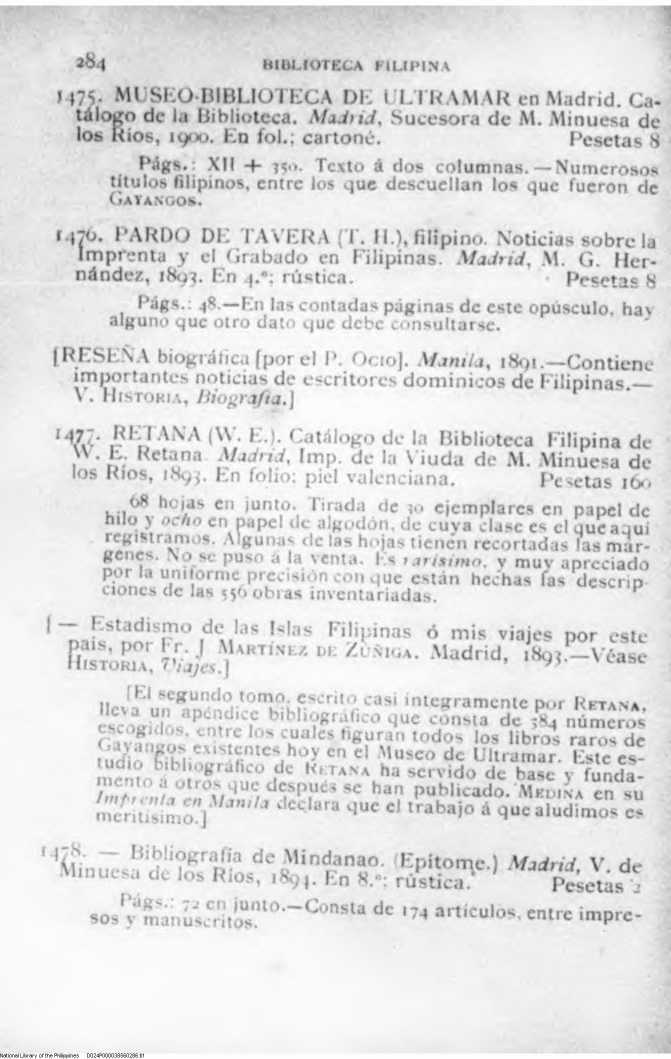 284
BIBLIOTECA FILIPINA
1475. MUSEO-BIBLIOTECA DE ULTRAMAR en Madrid. Ca-
tálogo de la Biblioteca. Madrid, Sucesora de M. Minuesa de
los Ríos, 1900. En fol.; cartoné. Pesetas 8
Págs.: XII + 350. Texto á dos columnas.—Numerosos
títulos filipinos, entre los que descuellan los que fueron de
GAYANGOS.
1476. PARDO DE TAVERA (T. H.), filipino. Noticias sobre la
Imprenta y el Grabado en Filipinas. Madrid, M. G. Her-
nández, 1893. En 4.º; rústica. Pesetas 8
Págs.: 48.—En las contadas páginas de este opúsculo, hay
alguno que otro dato que debe consultarse.
[RESEÑA biográfica [por el P. OCIO]. Manila, 1891.—Contiene
importantes noticias de escritores dominicos de Filipinas.—
V. HISTORIA, Biografía.]
1477. RETANA (W. E.). Catálogo de la Biblioteca Filipina de
W. E. Retana. Madrid, Imp. de la Viuda de M. Minuesa de
los Ríos, 1893. En folio; piel valenciana. Pesetas 160
68 hojas en junto. Tirada de 30 ejemplares en papel de
hilo y ocho en papel de algodón, de cuya clase es el que aquí
registramos. Algunas de las hojas tienen recortadas las már-
genes. No se puso á la venta. Es rarísimo, y muy apreciado
por la uniforme precisión con que están hechas las descrip-
ciones de las 556 obras inventariadas.
[— Estadismo de las Islas Filipinas ó mis viajes por este
país, por Fr. J MARTÍNEZ DE ZÚÑIGA. Madrid, 1893.—Véase
HISTORIA, Viajes.]
[El segundo tomo, escrito casi íntegramente por RETANA,
lleva un apéndice bibliográfico que consta de 384 números
escogidos, entre los cuales figuran todos los libros raros de
Gayangos existentes hoy en el Museo de Ultramar. Este es-
tudio bibliográfico de RETANA ha servido de base y funda-
mento á otros que después se han publicado. MEDINA en su
Imprenta en Manila declara que el trabajo á que aludimos es
meritísimo.]
1478. — Bibliografía de Mindanao. (Epítome.) Madrid, V. de
Minuesa de los Ríos, 1894. En 8.º; rústica. Pesetas 2
Págs.: 72 en junto.—Consta de 174 artículos, entre impre-
sos y manuscritos.
National Library of the Philippines D024P000038560286.tif